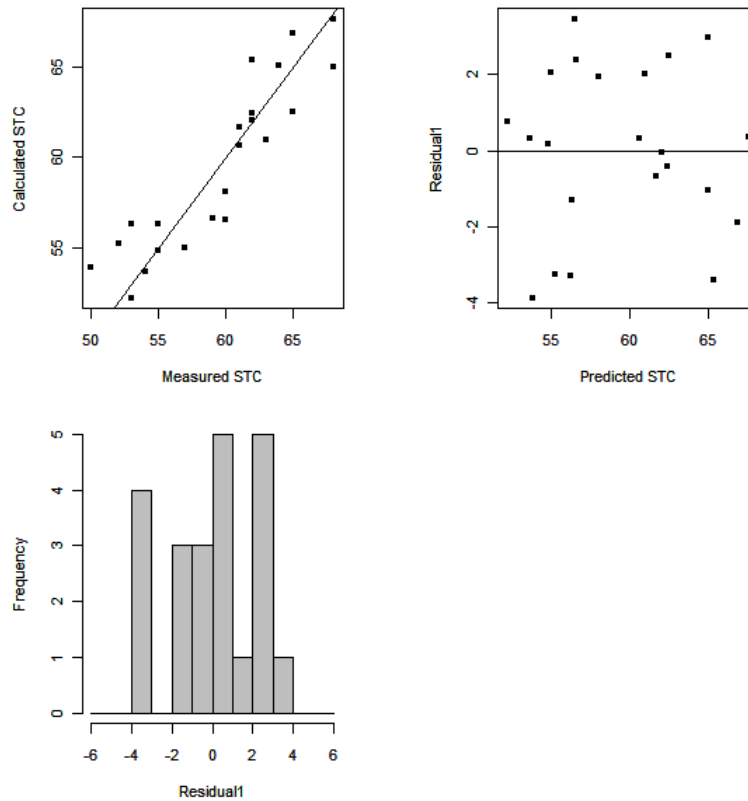 Calculated STC
65
60
55
50 55 60 65
Measured STC
Residual1
2
0
-2
-4
55 60 65
Predicted STC
Frequency
5
4
3
2
1
0
-6 -4 -2 0 2 4 6
Residual1